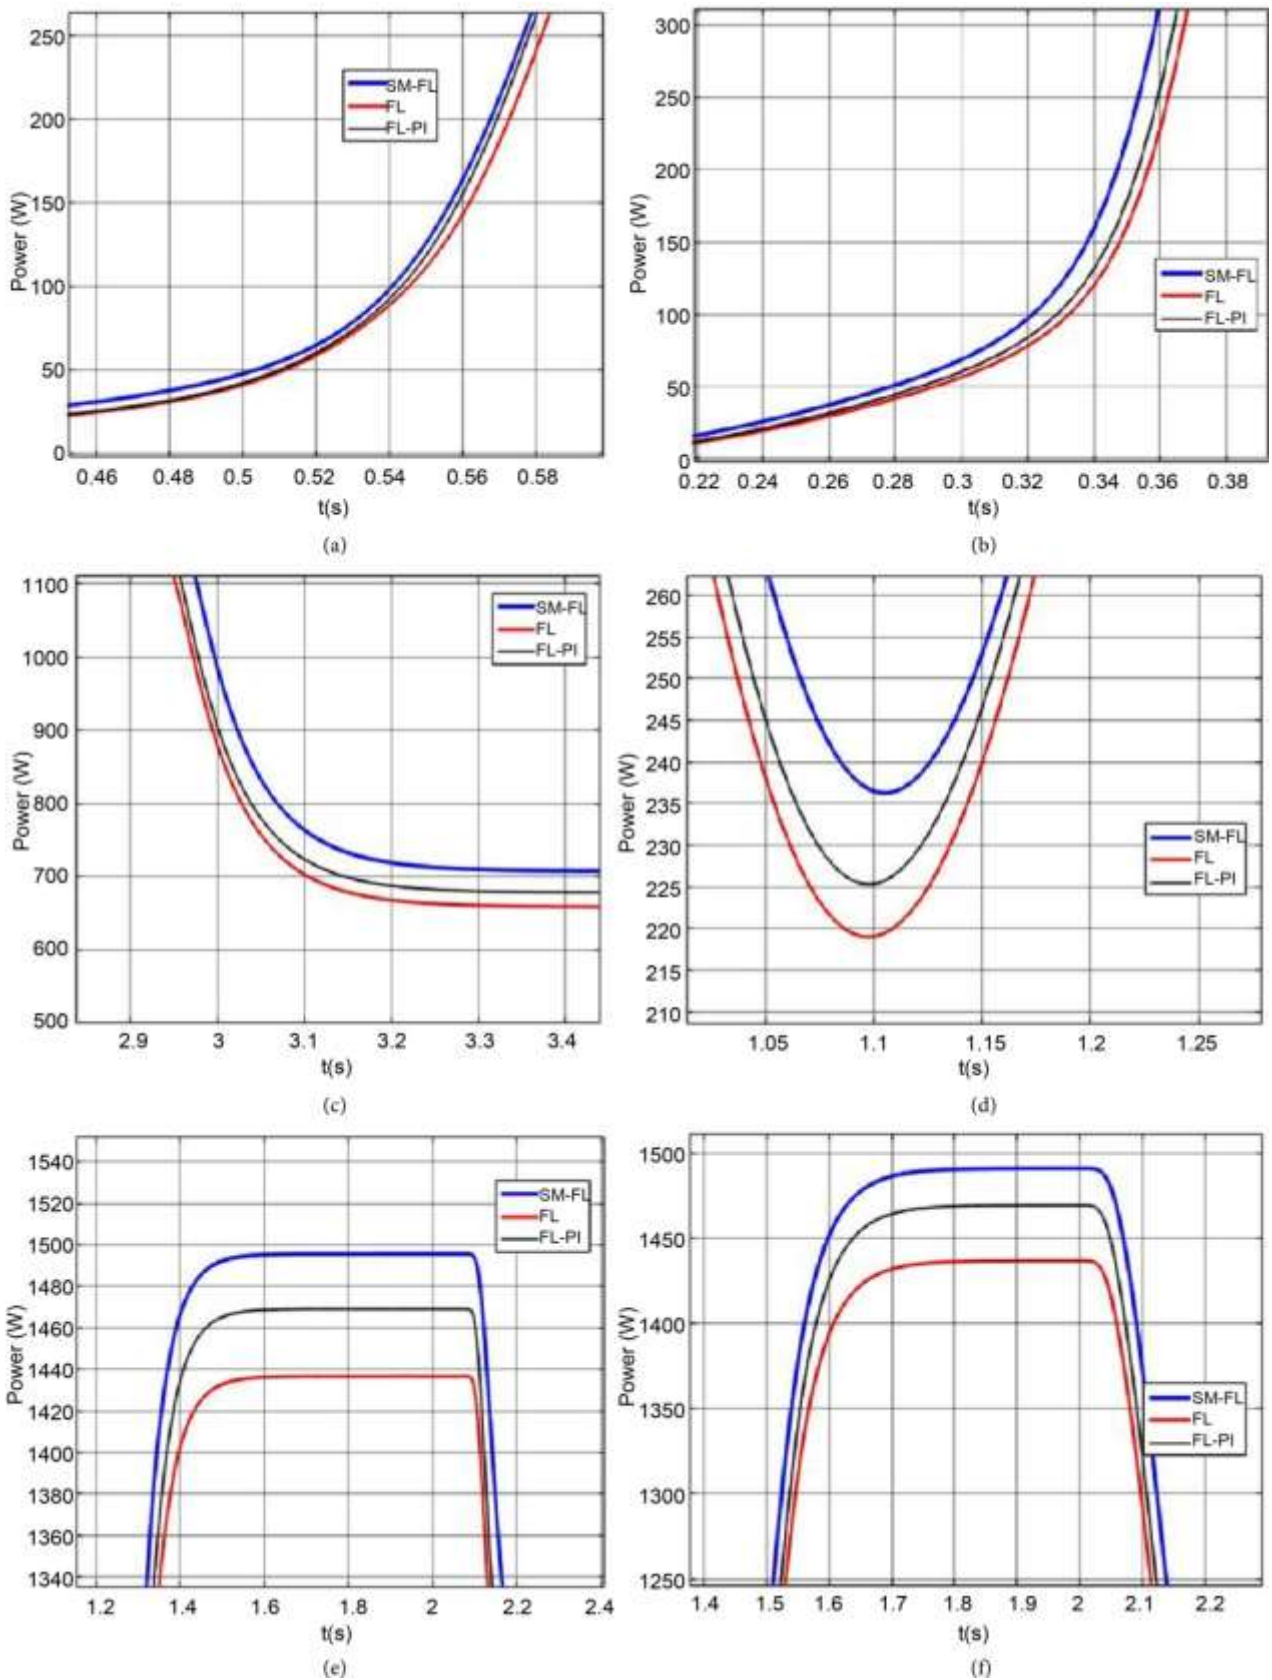 250
200
150
100
50
0
Power (W)
SM-FL
FL
FL-PI
0.46 0.48 0.5 0.52 0.54 0.56 0.58
t(s)
(a)
300
250
200
150
100
50
0
Power (W)
SM-FL
FL
FL-PI
0.22 0.24 0.26 0.28 0.3 0.32 0.34 0.36 0.38
t(s)
(b)
1100
1000
900
800
700
600
500
Power (W)
SM-FL
FL
FL-PI
2.9 3 3.1 3.2 3.3 3.4
t(s)
(c)
260
255
250
245
240
235
230
225
220
215
210
Power (W)
SM-FL
FL
FL-PI
1.05 1.1 1.15 1.2 1.25
t(s)
(d)
1540
1520
1500
1480
1460
1440
1420
1400
1380
1360
1340
Power (W)
SM-FL
FL
FL-PI
1.2 1.4 1.6 1.8 2 2.2 2.4
t(s)
(e)
1500
1450
1400
1350
1300
1250
Power (W)
SM-FL
FL
FL-PI
1.4 1.5 1.6 1.7 1.8 1.9 2 2.1 2.2
t(s)
(f)